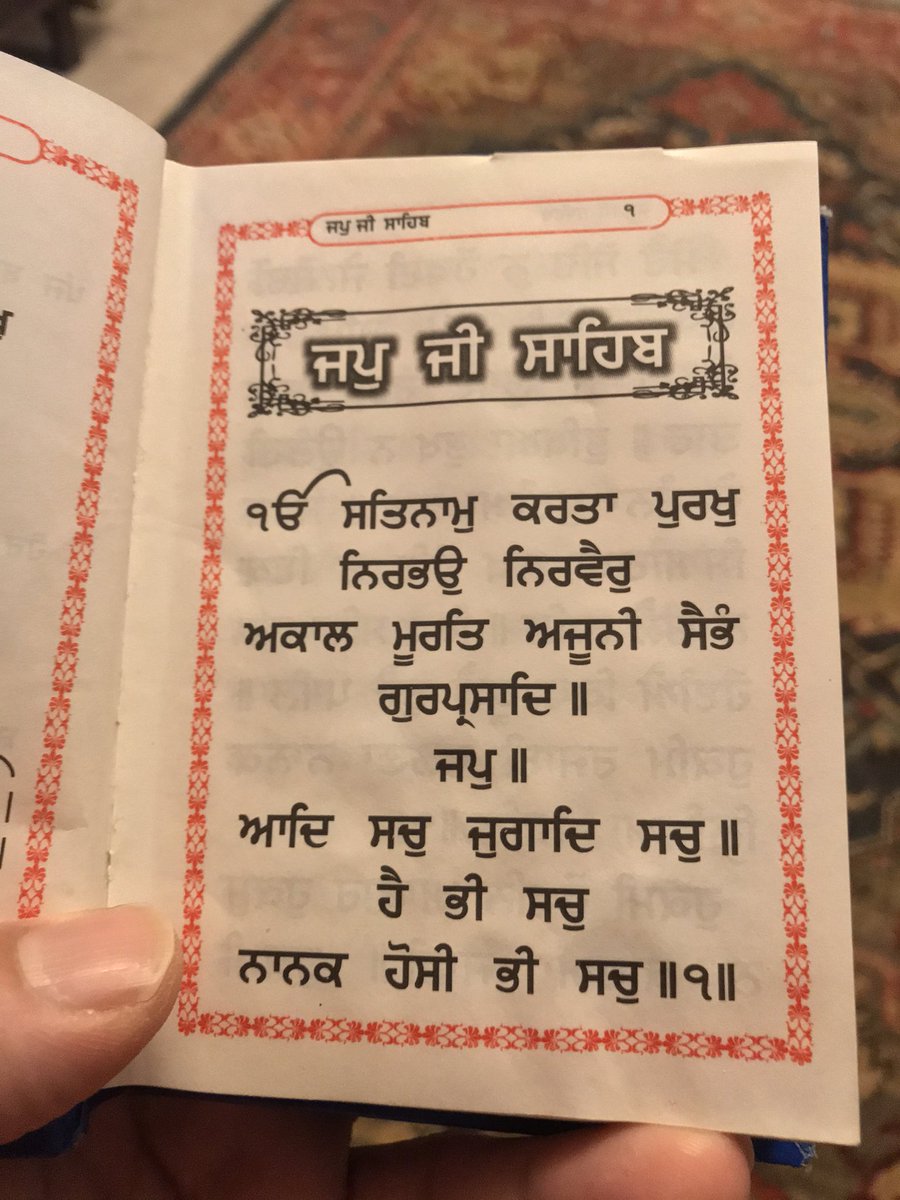 ਜਪੁ ਜੀ ਸਾਹਿਬ ੧
ਜਪੁ ਜੀ ਸਾਹਿਬ
ੴ ਸਤਿਨਾਮੁ ਕਰਤਾ ਪੁਰਖੁ
ਨਿਰਭਉ ਨਿਰਵੈਰੁ
ਅਕਾਲ ਮੂਰਤਿ ਅਜੂਨੀ ਸੈਭੰ
ਗੁਰਪ੍ਰਸਾਦਿ ॥
ਜਪੁ ॥
ਆਦਿ ਸਚੁ ਜੁਗਾਦਿ ਸਚੁ ॥
ਹੈ ਭੀ ਸਚੁ
ਨਾਨਕ ਹੋਸੀ ਭੀ ਸਚੁ ॥੧॥